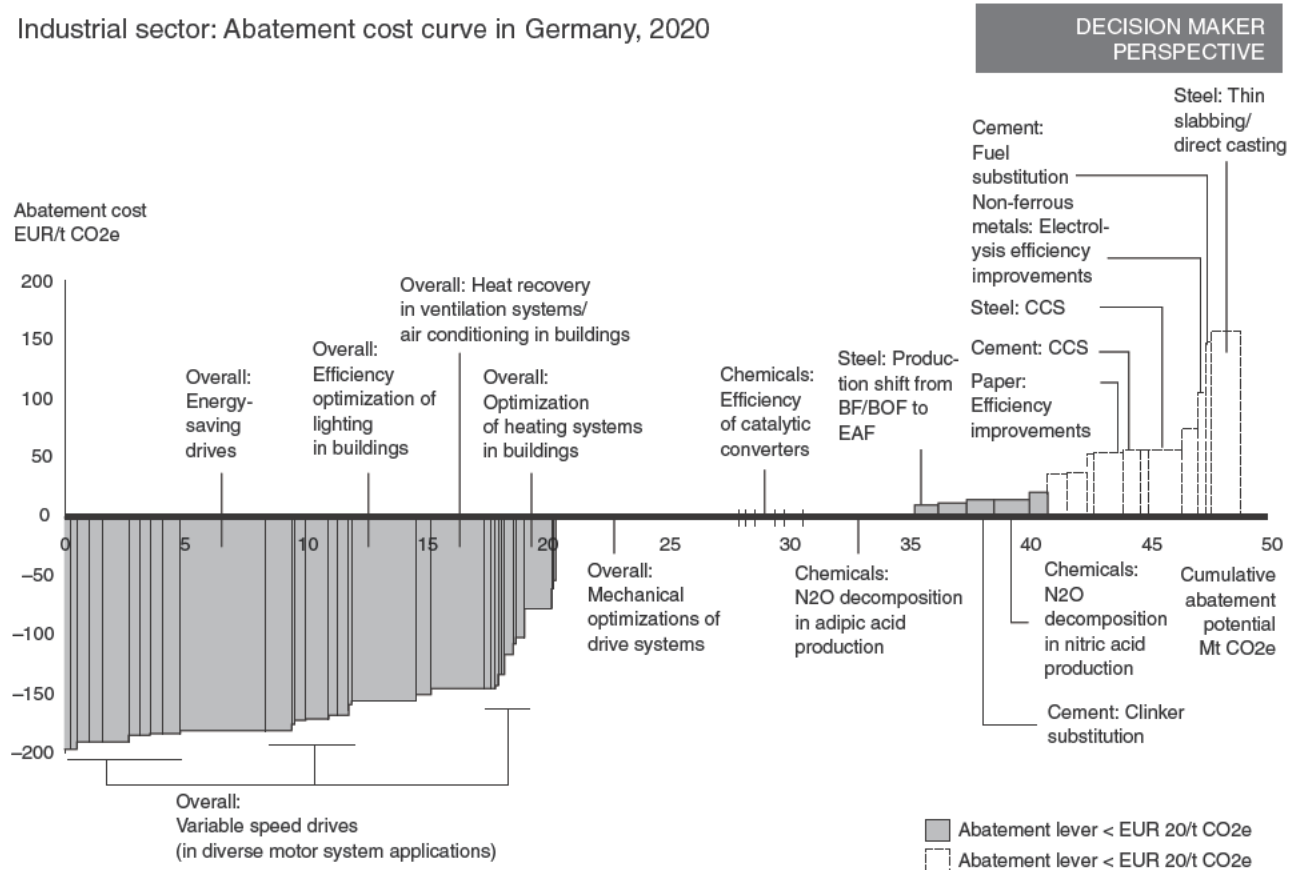 Industrial sector: Abatement cost curve in Germany, 2020
DECISION MAKER
PERSPECTIVE
Steel: Thin
slabbing/
direct casting
Cement:
Fuel
substitution
Non-ferrous
metals: Electrol-
ysis efficiency
improvements
Steel: CCS
Cement: CCS
Paper:
Efficiency
improvements
Abatement cost
EUR/t CO2e
200
150
100
50
0
–50
–100
–150
–200
Overall:
Energy-
saving
drives
Overall:
Efficiency
optimization of
lighting
in buildings
Overall: Heat recovery
in ventilation systems/
air conditioning in buildings
Overall:
Optimization
of heating systems
in buildings
Chemicals:
Efficiency
of catalytic
converters
Steel: Produc-
tion shift from
BF/BOF to
EAF
0 5 10 15 20 25 30 35 40 45 50
Overall:
Mechanical
optimizations of
drive systems
Chemicals:
N2O decomposition
in adipic acid
production
Chemicals:
N2O
decomposition
in nitric acid
production
Cumulative
abatement
potential
Mt CO2e
Cement: Clinker
substitution
Overall:
Variable speed drives
(in diverse motor system applications)
Abatement lever < EUR 20/t CO2e
Abatement lever < EUR 20/t CO2e